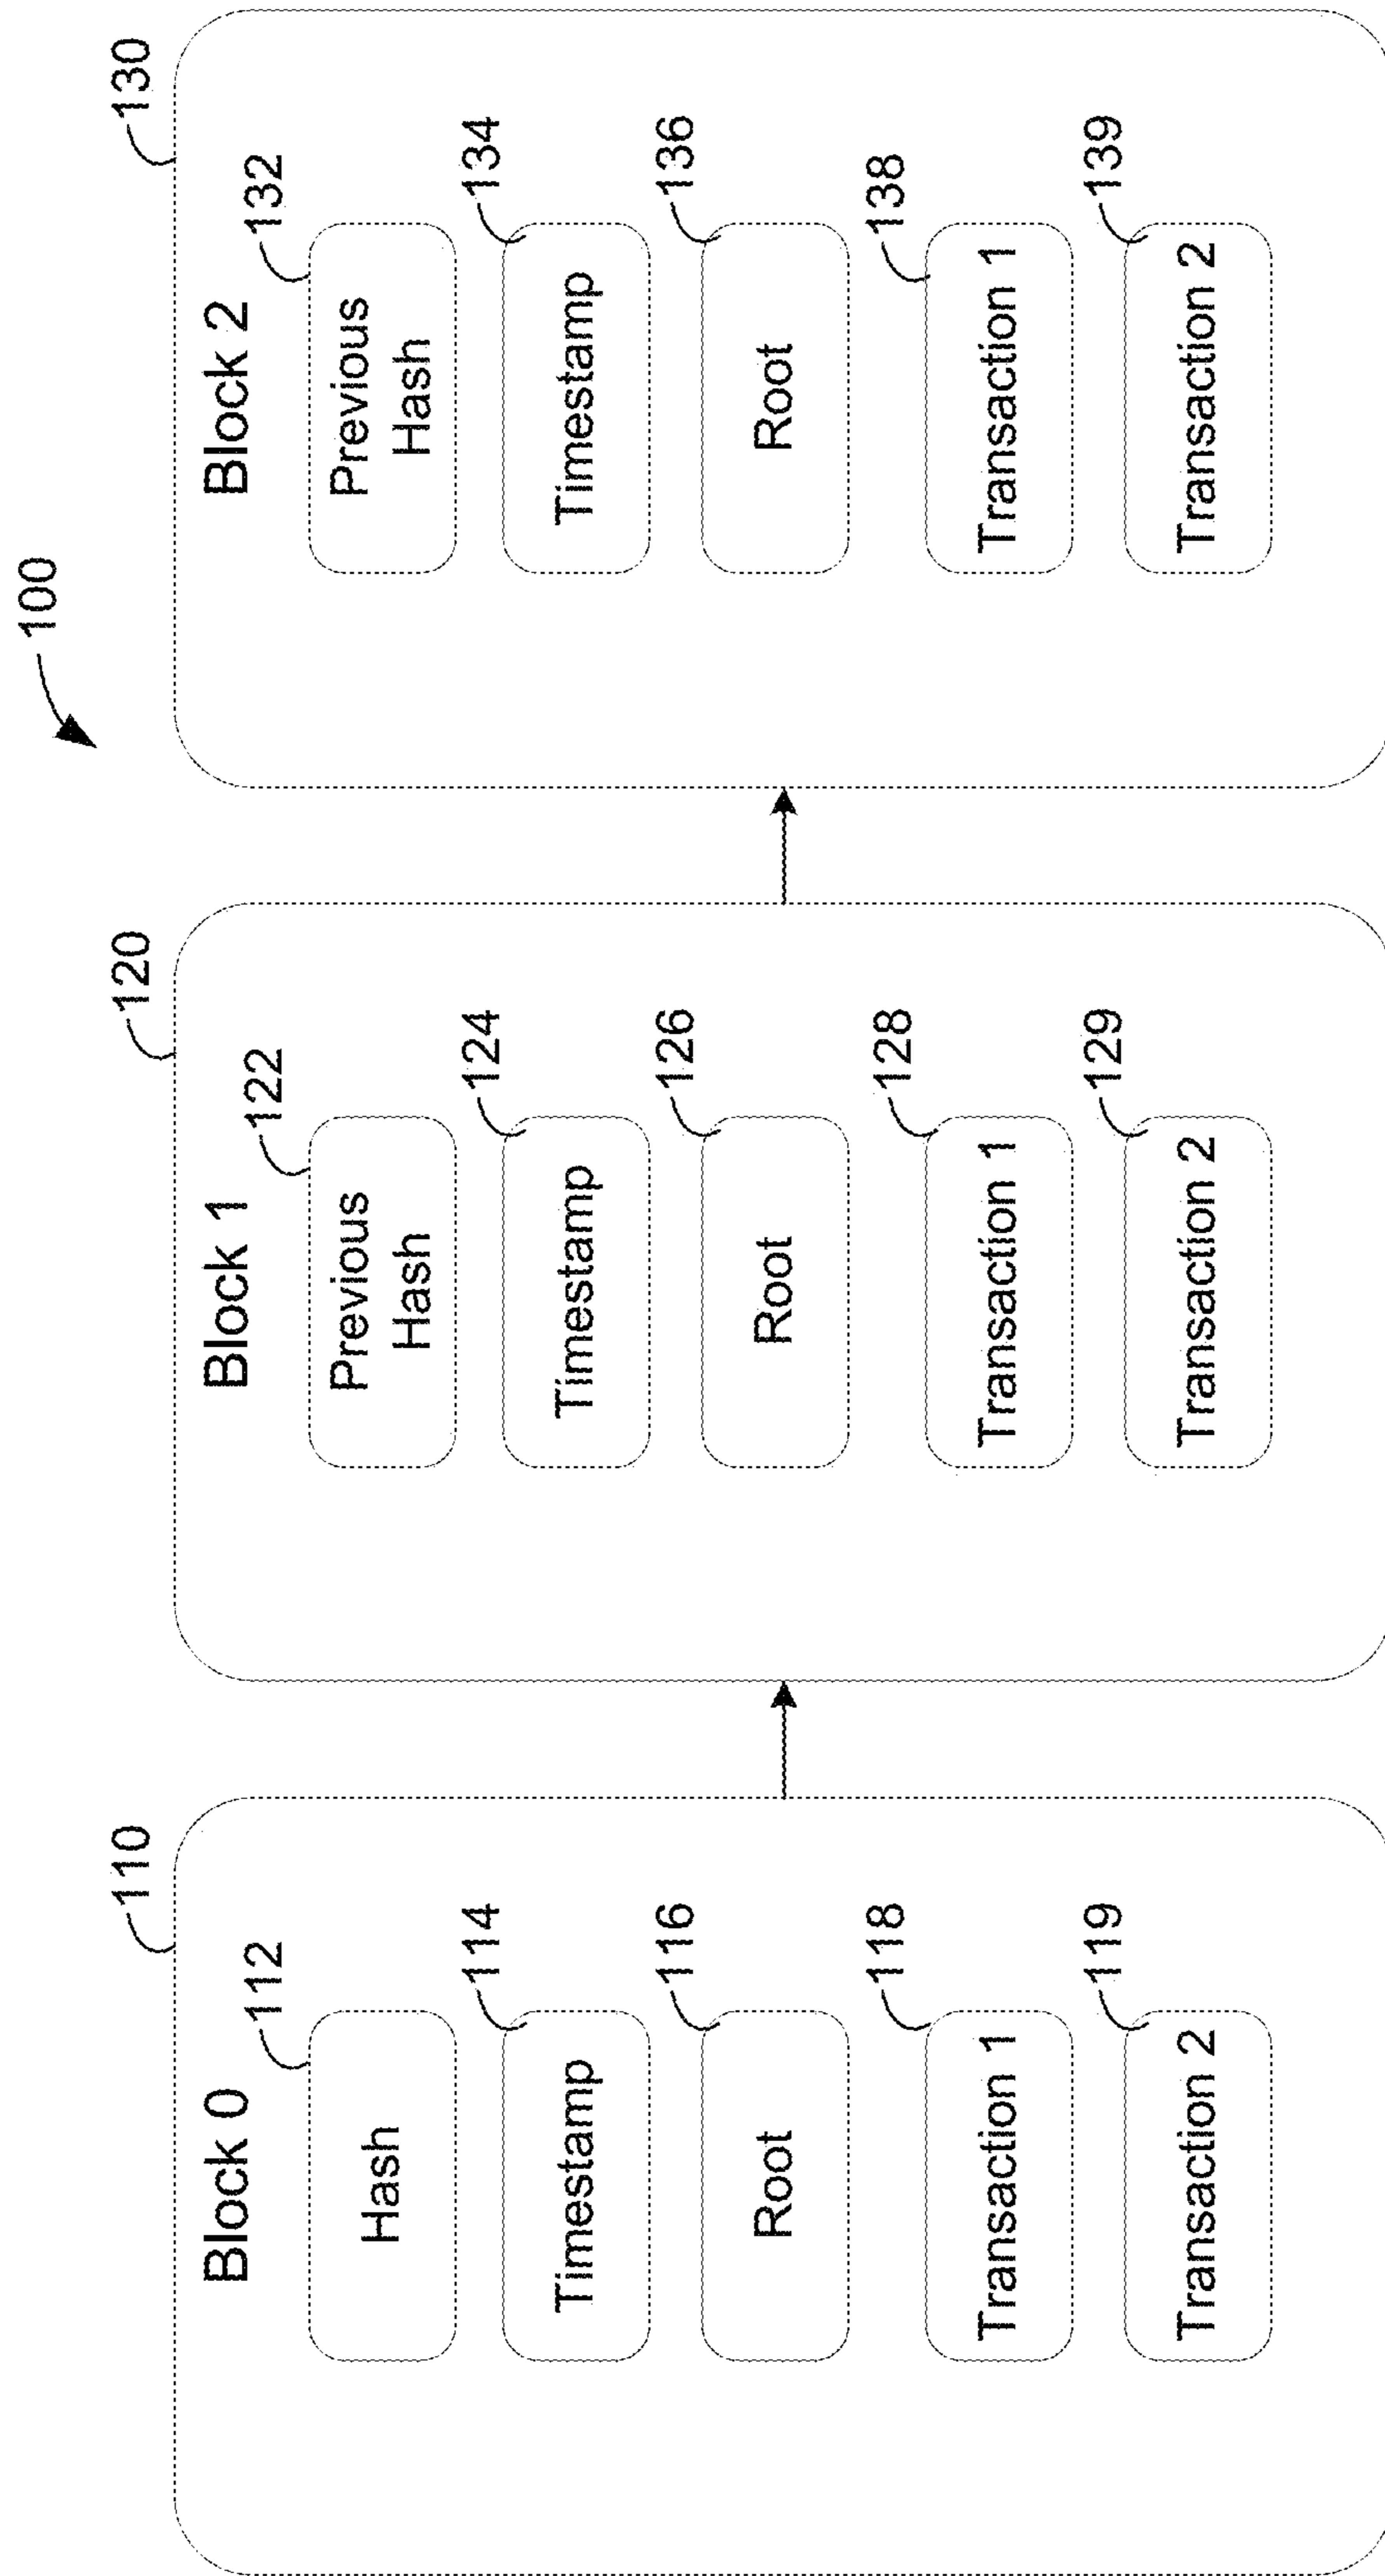 100
110
Block 0
112
Hash
114
Timestamp
116
Root
118
Transaction 1
119
Transaction 2
120
Block 1
122
Previous
Hash
124
Timestamp
126
Root
128
Transaction 1
129
Transaction 2
130
Block 2
132
Previous
Hash
134
Timestamp
136
Root
138
Transaction 1
139
Transaction 2